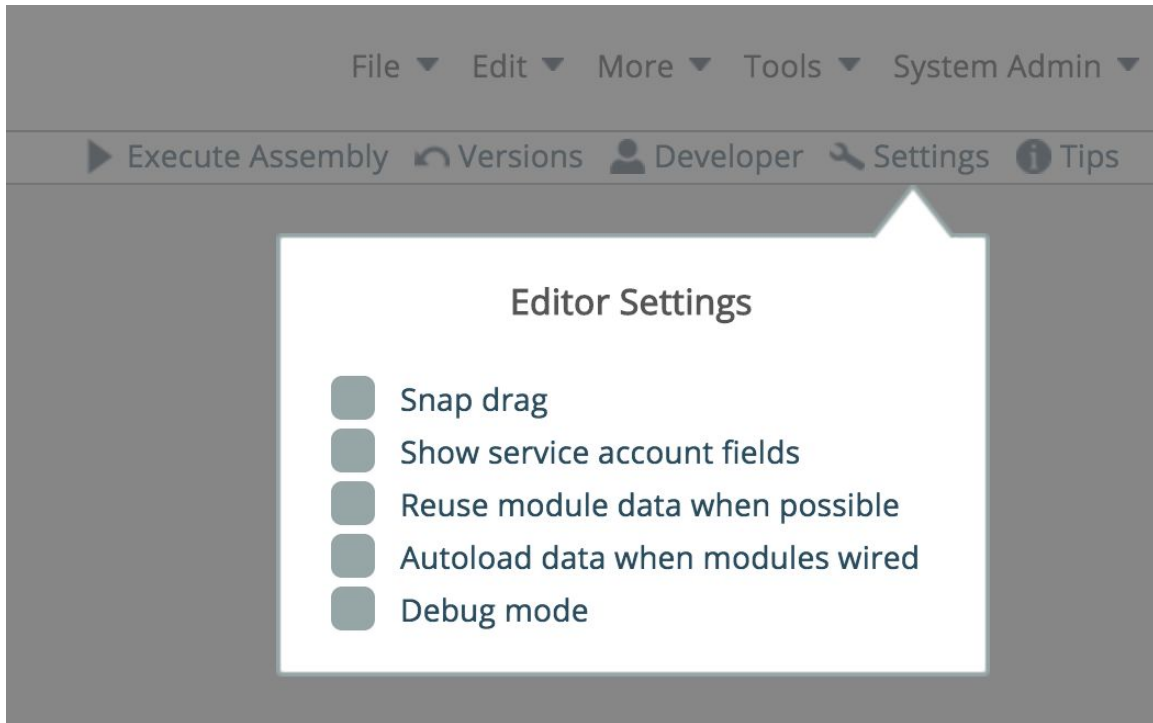 File Edit More Tools System Admin
Execute Assembly Versions Developer Settings Tips
Editor Settings
Snap drag
Show service account fields
Reuse module data when possible
Autoload data when modules wired
Debug mode